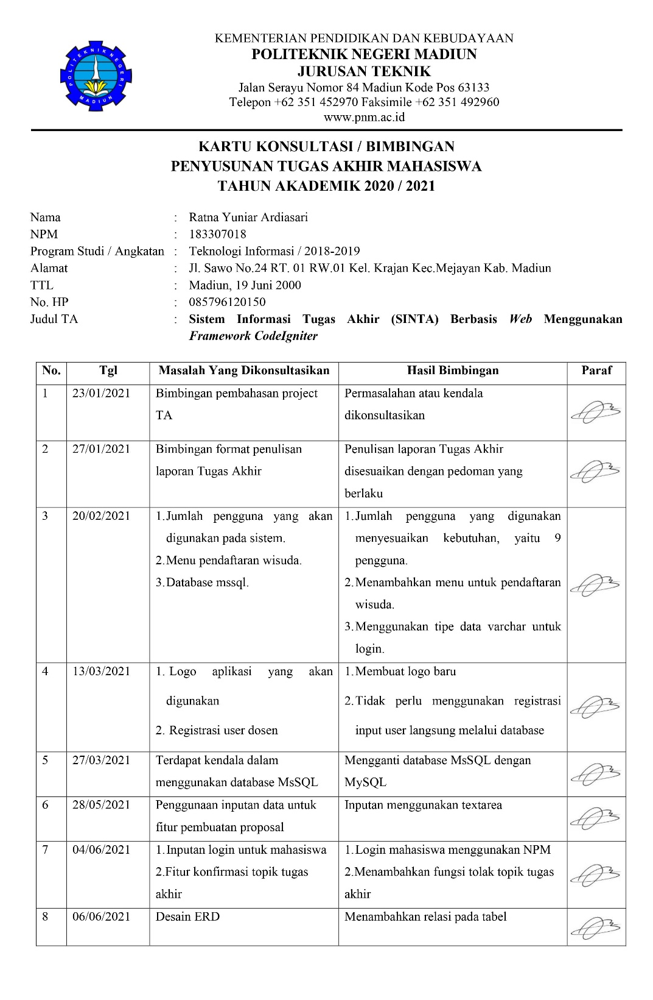 POLITEKNIK NEGERI
MADIUN
KEMENTERIAN PENDIDIKAN DAN KEBUDAYAAN
POLITEKNIK NEGERI MADIUN
JURUSAN TEKNIK
Jalan Serayu Nomor 84 Madiun Kode Pos 63133
Telepon +62 351 452970 Faksimile +62 351 492960
www.pnm.ac.id
KARTU KONSULTASI / BIMBINGAN
PENYUSUNAN TUGAS AKHIR MAHASISWA
TAHUN AKADEMIK 2020 / 2021
Nama : Ratna Yuniar Ardiasari
NPM : 183307018
Program Studi / Angkatan : Teknologi Informasi / 2018-2019
Alamat : Jl. Sawo No.24 RT. 01 RW.01 Kel. Krajan Kec.Mejayan Kab. Madiun
TTL : Madiun, 19 Juni 2000
No. HP : 085796120150
Judul TA : Sistem Informasi Tugas Akhir (SINTA) Berbasis Web Menggunakan
Framework CodeIgniter
No. Tgl Masalah Yang Dikonsultasikan Hasil Bimbingan Paraf
1 23/01/2021 Bimbingan pembahasan project Permasalahan atau kendala
TA dikonsultasikan
2 27/01/2021 Bimbingan format penulisan Penulisan laporan Tugas Akhir
laporan Tugas Akhir disesuaikan dengan pedoman yang
berlaku
3 20/02/2021 1.Jumlah pengguna yang akan 1.Jumlah pengguna yang digunakan
digunakan pada sistem. menyesuaikan kebutuhan, yaitu 9
2.Menu pendaftaran wisuda. pengguna.
3.Database mssql. 2.Menambahkan menu untuk pendaftaran
wisuda.
3.Menggunakan tipe data varchar untuk
login.
4 13/03/2021 1. Logo aplikasi yang akan 1.Membuat logo baru
digunakan 2.Tidak perlu menggunakan registrasi
2. Registrasi user dosen input user langsung melalui database
5 27/03/2021 Terdapat kendala dalam Mengganti database MsSQL dengan
menggunakan database MsSQL MySQL
6 28/05/2021 Penggunaan inputan data untuk Inputan menggunakan textarea
fitur pembuatan proposal
7 04/06/2021 1.Inputan login untuk mahasiswa 1.Login mahasiswa menggunakan NPM
2.Fitur konfirmasi topik tugas 2.Menambahkan fungsi tolak topik tugas
akhir akhir
8 06/06/2021 Desain ERD Menambahkan relasi pada tabel